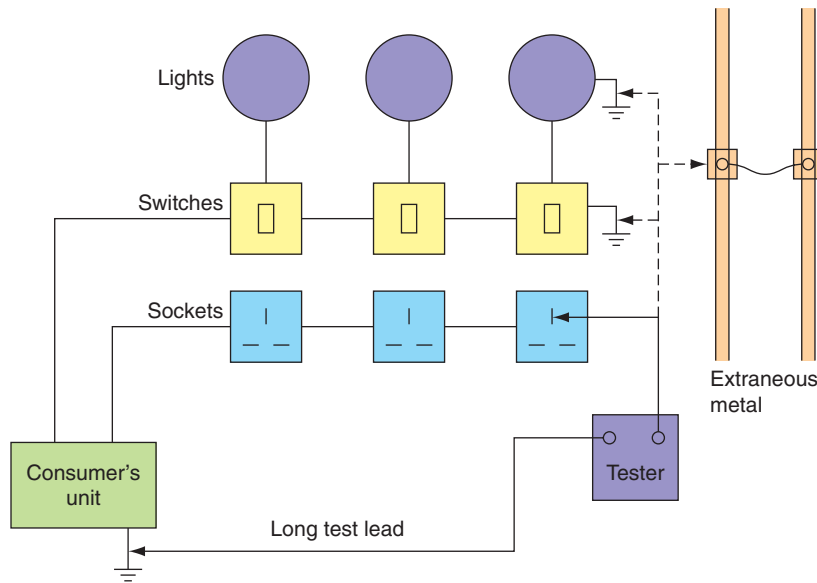 Lights
Switches
Sockets
Extraneous
metal
Consumer's
unit
Tester
Long test lead